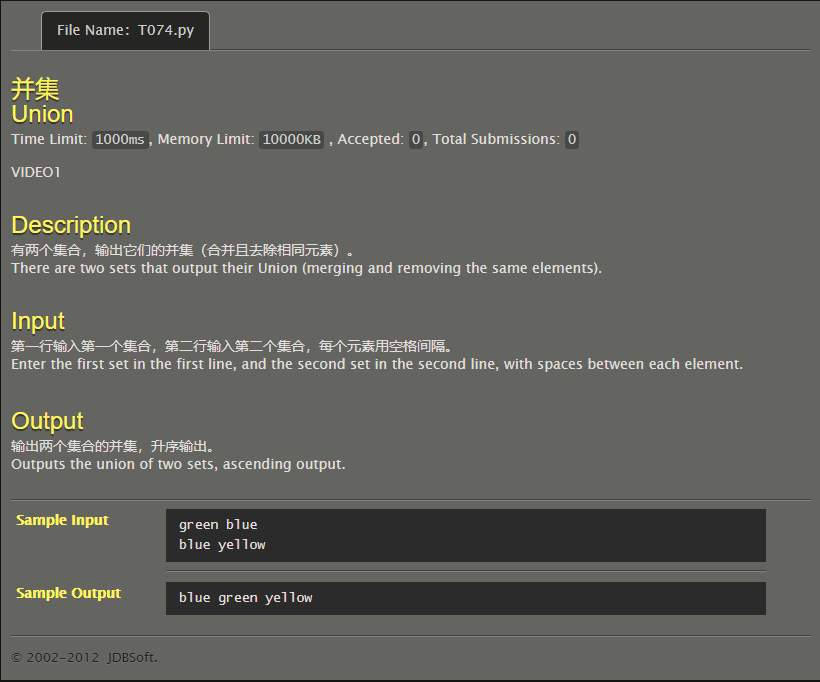 File Name: T074.py
并集
Union
Time Limit: 1000ms, Memory Limit: 10000KB , Accepted: 0, Total Submissions: 0
VIDEO1
Description
有两个集合，输出它们的并集（合并且去除相同元素）。
There are two sets that output their Union (merging and removing the same elements).
Input
第一行输入第一个集合，第二行输入第二个集合，每个元素用空格间隔。
Enter the first set in the first line, and the second set in the second line, with spaces between each element.
Output
输出两个集合的并集，升序输出。
Outputs the union of two sets, ascending output.
Sample Input
green blue
blue yellow
Sample Output
blue green yellow
© 2002-2012 JDBSoft.